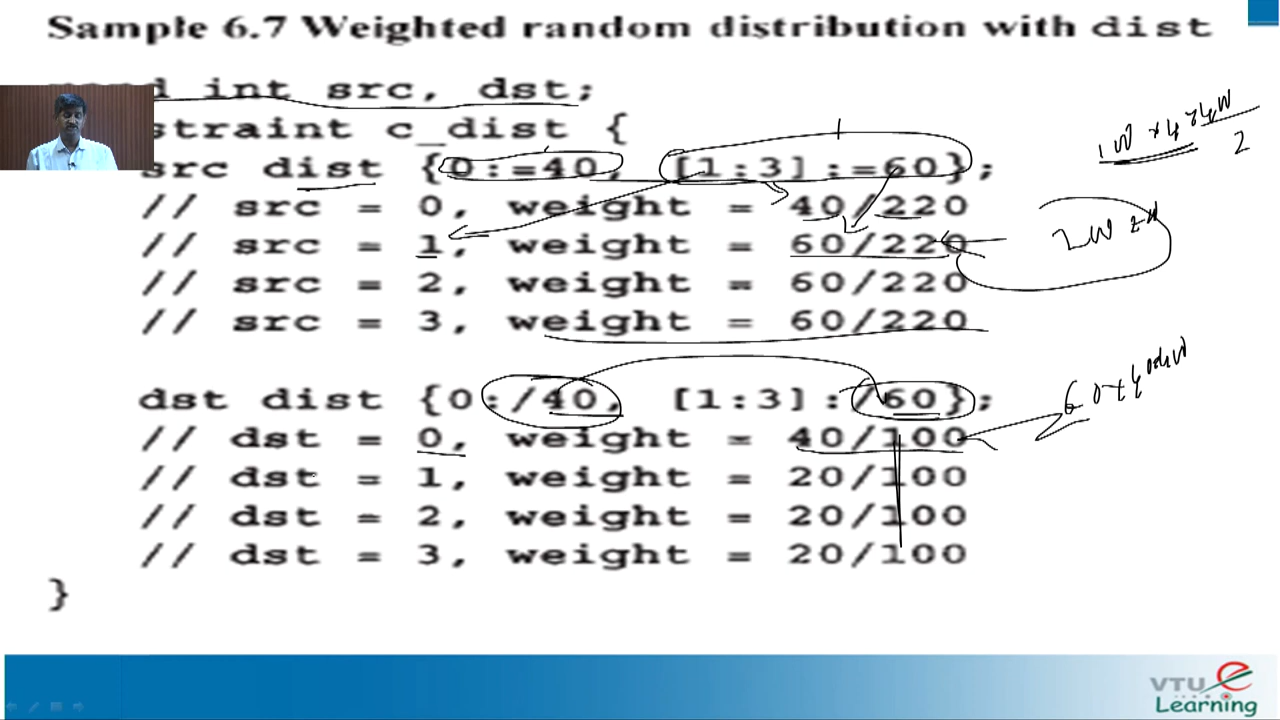 Sample 6.7 Weighted random distribution with dist
int src, dst;
straint c_dist {
src dist {0:=40, [1:3]:=60};
// src = 0, weight = 40/220
// src = 1, weight = 60/220
// src = 2, weight = 60/220
// src = 3, weight = 60/220
dst dist {0:/40, [1:3]:/60};
// dst = 0, weight = 40/100
// dst = 1, weight = 20/100
// dst = 2, weight = 20/100
// dst = 3, weight = 20/100
}
VTU e
Learning